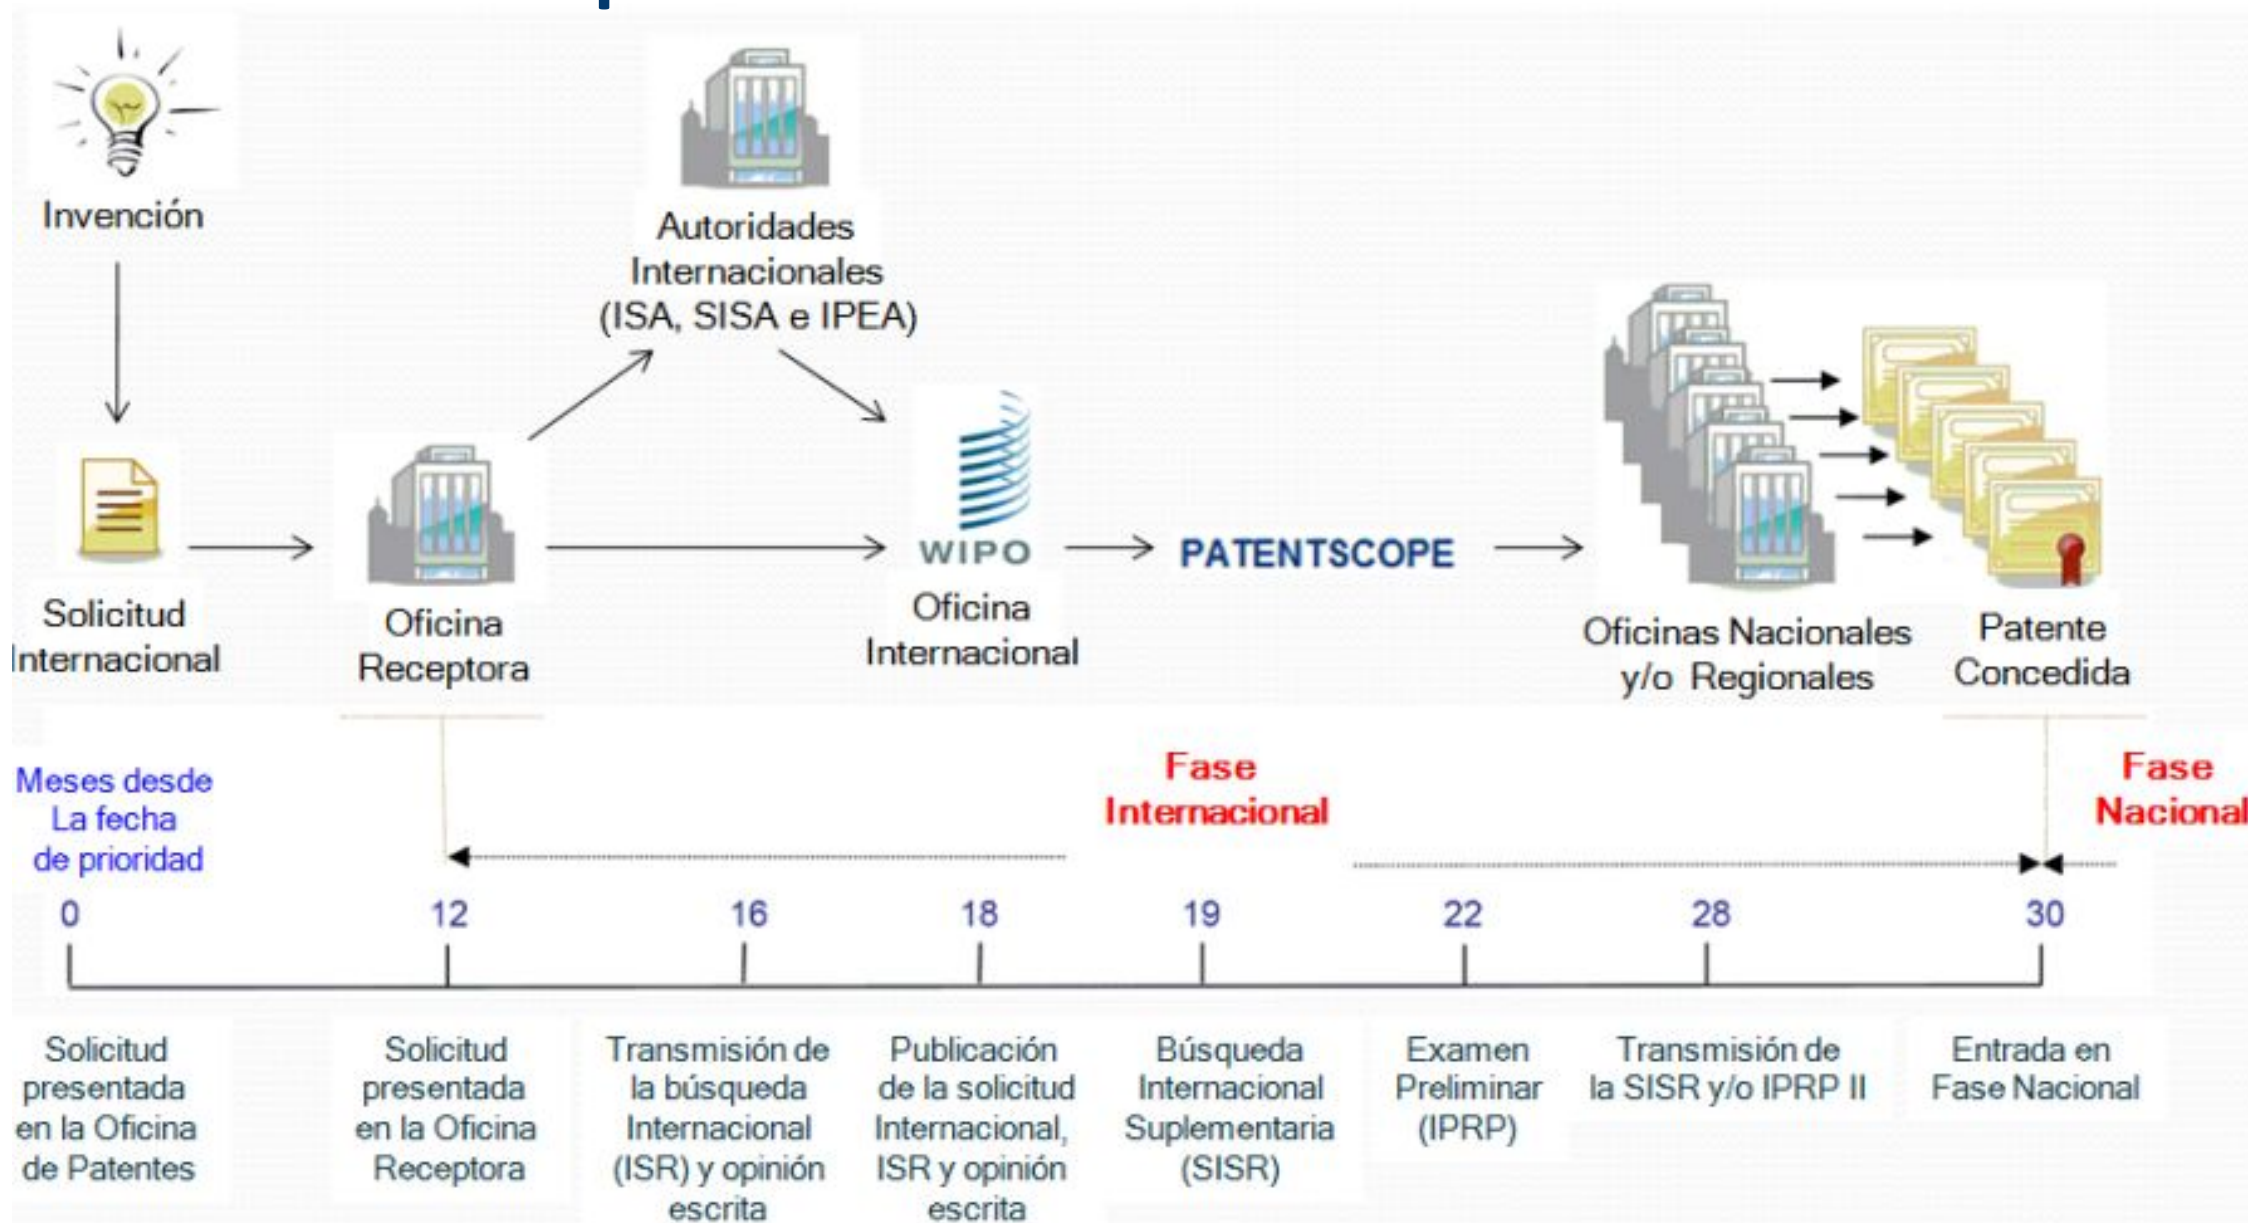 Invención
Autoridades
Internacionales
(ISA, SISA e IPEA)
Solicitud
Internacional
Oficina
Receptora
WIPO
Oficina
Internacional
PATENTSCOPE
Oficinas Nacionales
y/o Regionales
Patente
Concedida
Meses desde
La fecha
de prioridad
Fase
Internacional
Fase
Nacional
0 12 16 18 19 22 28 30
Solicitud
presentada
en la Oficina
de Patentes
Solicitud
presentada
en la Oficina
Receptora
Transmisión de
la búsqueda
Internacional
(ISR) y opinión
escrita
Publicación
de la solicitud
Internacional,
ISR y opinión
escrita
Búsqueda
Internacional
Suplementaria
(SISR)
Examen
Preliminar
(IPRP)
Transmisión de
la SISR y/o IPRP II
Entrada en
Fase Nacional